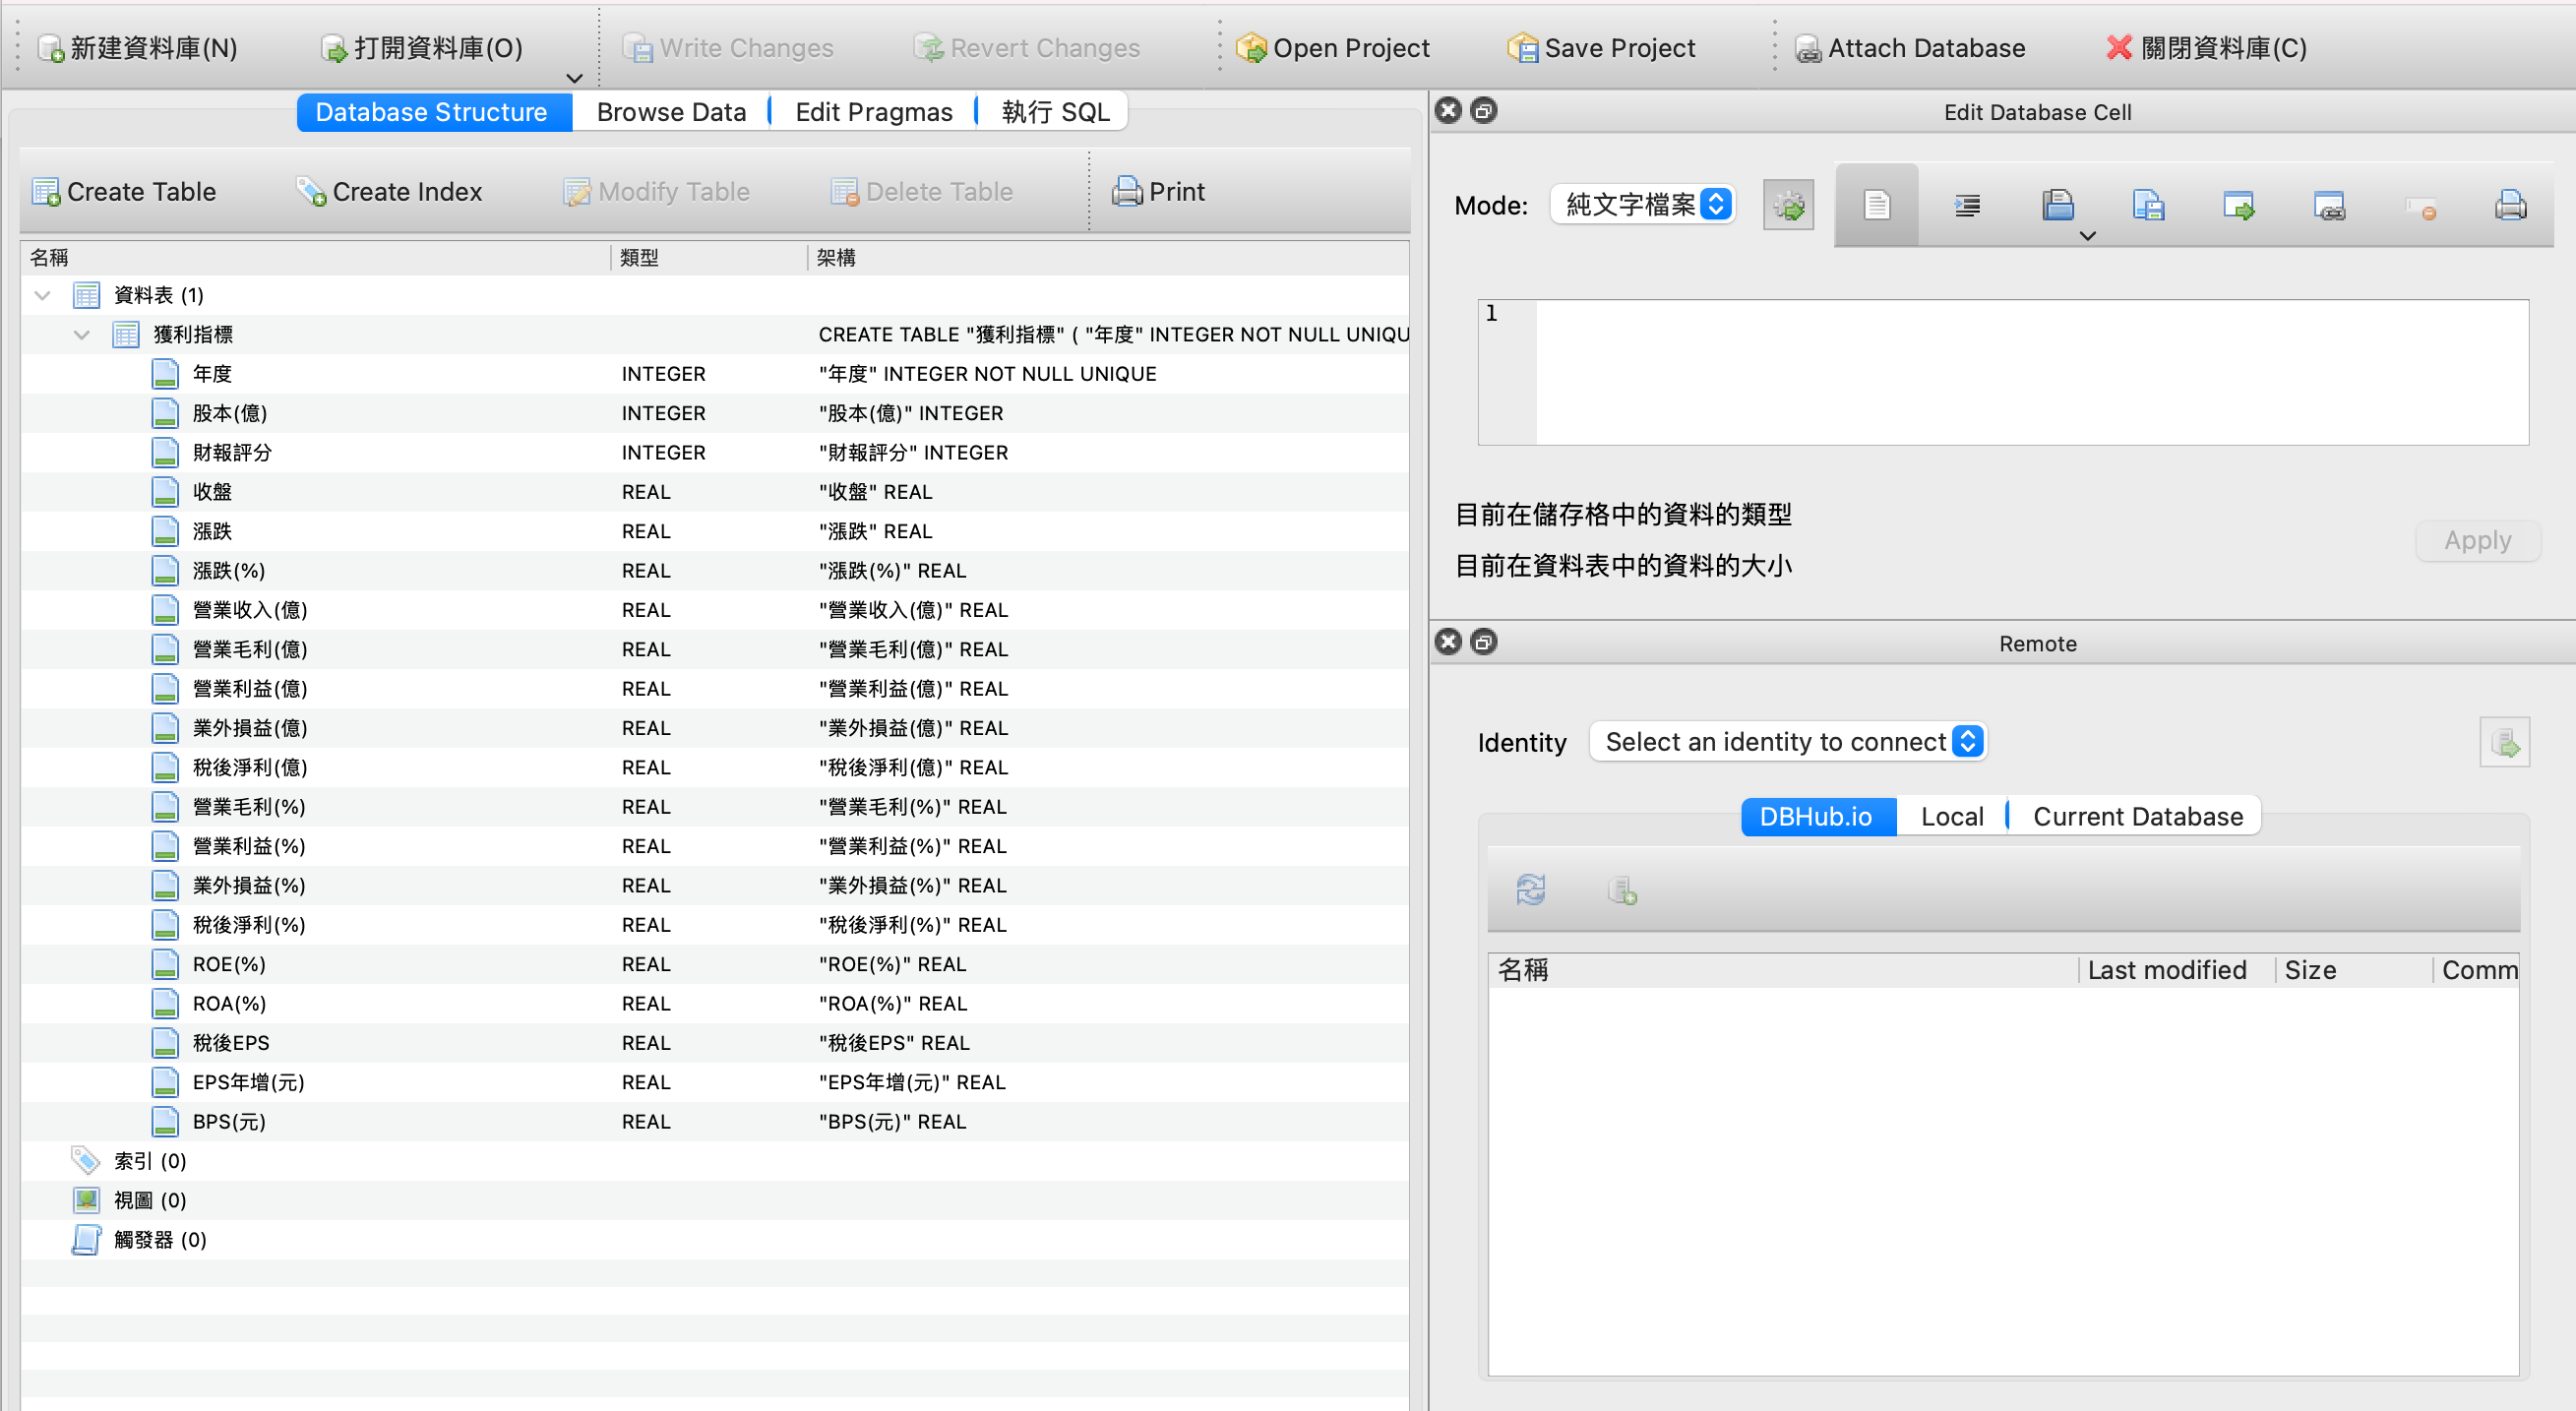 新建資料庫(N) 打開資料庫(O) Write Changes Revert Changes Open Project Save Project Attach Database 關閉資料庫(C)
Database Structure Browse Data Edit Pragmas 執行 SQL
Create Table Create Index Modify Table Delete Table Print
名稱 類型 架構
資料表 (1)
獲利指標 CREATE TABLE "獲利指標" ( "年度" INTEGER NOT NULL UNIQU
年度 INTEGER "年度" INTEGER NOT NULL UNIQUE
股本(億) INTEGER "股本(億)" INTEGER
財報評分 INTEGER "財報評分" INTEGER
收盤 REAL "收盤" REAL
漲跌 REAL "漲跌" REAL
漲跌(%) REAL "漲跌(%)" REAL
營業收入(億) REAL "營業收入(億)" REAL
營業毛利(億) REAL "營業毛利(億)" REAL
營業利益(億) REAL "營業利益(億)" REAL
業外損益(億) REAL "業外損益(億)" REAL
稅後淨利(億) REAL "稅後淨利(億)" REAL
營業毛利(%) REAL "營業毛利(%)" REAL
營業利益(%) REAL "營業利益(%)" REAL
業外損益(%) REAL "業外損益(%)" REAL
稅後淨利(%) REAL "稅後淨利(%)" REAL
ROE(%) REAL "ROE(%)" REAL
ROA(%) REAL "ROA(%)" REAL
稅後EPS REAL "稅後EPS" REAL
EPS年增(元) REAL "EPS年增(元)" REAL
BPS(元) REAL "BPS(元)" REAL
索引 (0)
視圖 (0)
觸發器 (0)
Edit Database Cell
Mode: 純文字檔案
1
目前在儲存格中的資料的類型
目前在資料表中的資料的大小
Apply
Remote
Identity Select an identity to connect
DBHub.io Local Current Database
名稱 Last modified Size Comm